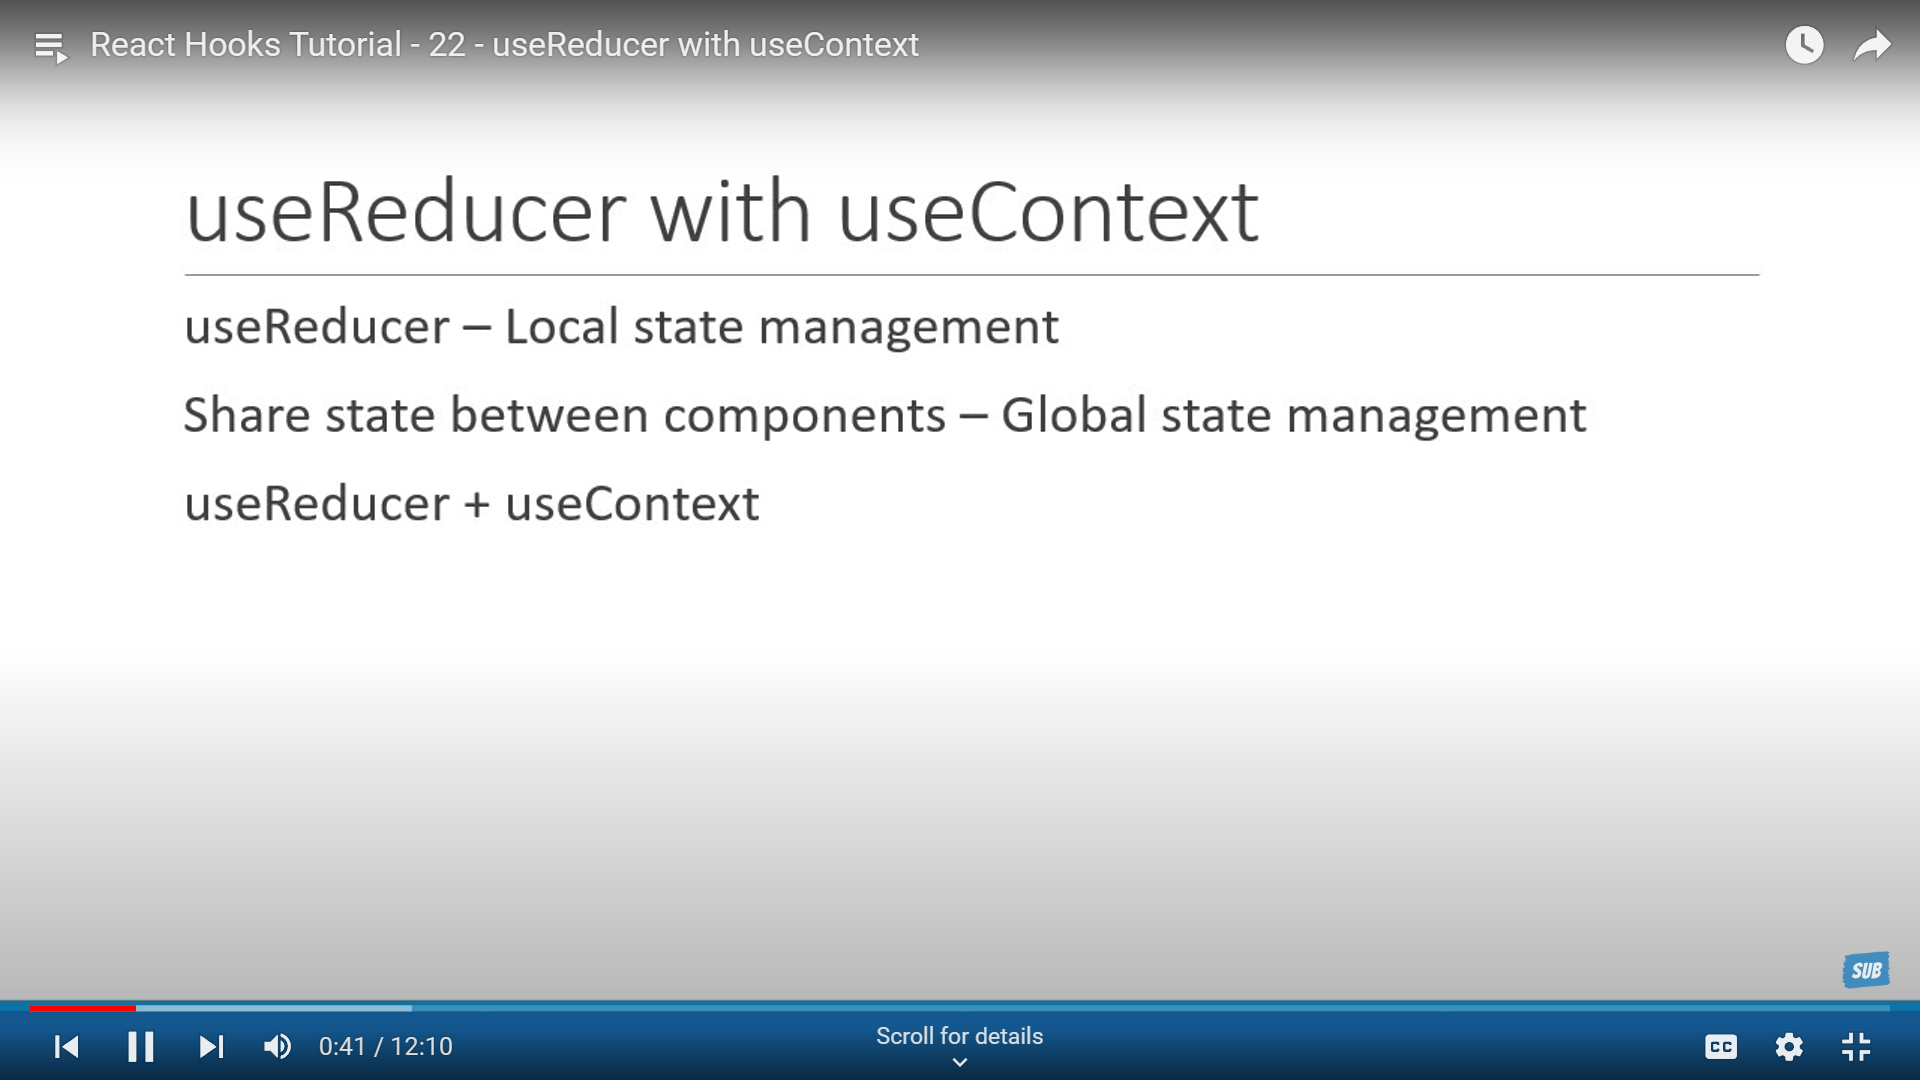 React Hooks Tutorial - 22 - useReducer with useContext
useReducer with useContext
useReducer – Local state management
Share state between components – Global state management
useReducer + useContext
SUB
0:41 / 12:10
Scroll for details
CC